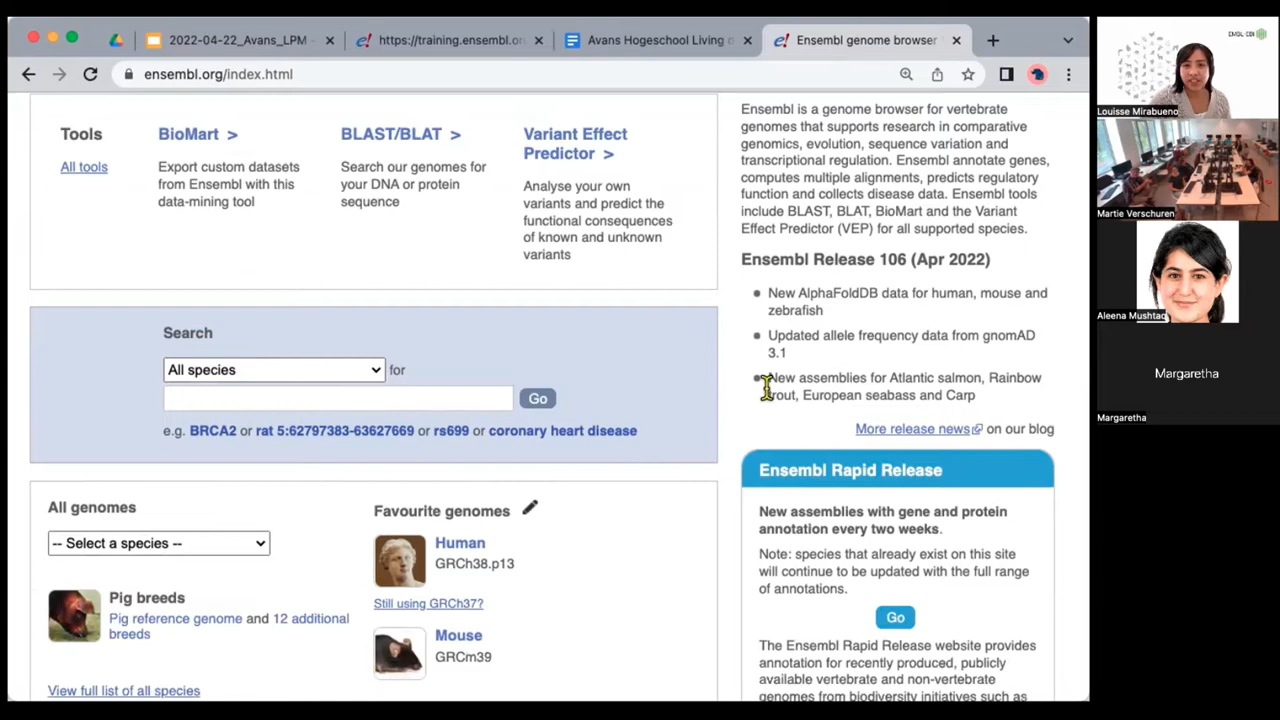 2022-04-22_Avans_LPM -
https://training.ensembl.or
Avans Hogeschool Living o
Ensembl genome browser
ensembl.org/index.html
Tools
All tools
BioMart >
Export custom datasets
from Ensembl with this
data-mining tool
BLAST/BLAT >
Search our genomes for
your DNA or protein
sequence
Variant Effect
Predictor >
Analyse your own
variants and predict the
functional consequences
of known and unknown
variants
Search
All species
for
Go
e.g. BRCA2 or rat 5:62797383-63627669 or rs699 or coronary heart disease
All genomes
-- Select a species --
Pig breeds
Pig reference genome and 12 additional
breeds
View full list of all species
Favourite genomes
Human
GRCh38.p13
Still using GRCh37?
Mouse
GRCm39
Ensembl is a genome browser for vertebrate
genomes that supports research in comparative
genomics, evolution, sequence variation and
transcriptional regulation. Ensembl annotate genes,
computes multiple alignments, predicts regulatory
function and collects disease data. Ensembl tools
include BLAST, BLAT, BioMart and the Variant
Effect Predictor (VEP) for all supported species.
Ensembl Release 106 (Apr 2022)
New AlphaFoldDB data for human, mouse and
zebrafish
Updated allele frequency data from gnomAD
3.1
New assemblies for Atlantic salmon, Rainbow
trout, European seabass and Carp
More release news on our blog
Ensembl Rapid Release
New assemblies with gene and protein
annotation every two weeks.
Note: species that already exist on this site
will continue to be updated with the full range
of annotations.
Go
The Ensembl Rapid Release website provides
annotation for recently produced, publicly
available vertebrate and non-vertebrate
genomes from biodiversity initiatives such as
EMBL-EBI
Louisse Mirabueno
Martie Verschuren
Aleena Mushtaq
Margaretha
Margaretha